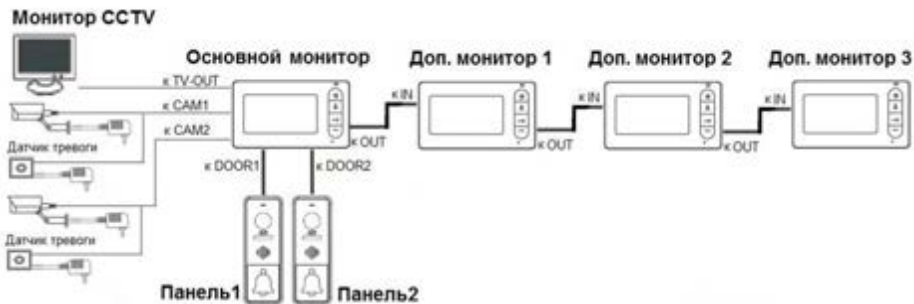 Монитор CCTV
Основной монитор
Доп. монитор 1
Доп. монитор 2
Доп. монитор 3
к TV-OUT
к CAM1
к CAM2
Датчик тревоги
Датчик тревоги
к DOOR1
к DOOR2
к OUT
к IN
к OUT
к IN
к OUT
к IN
Панель1
Панель2